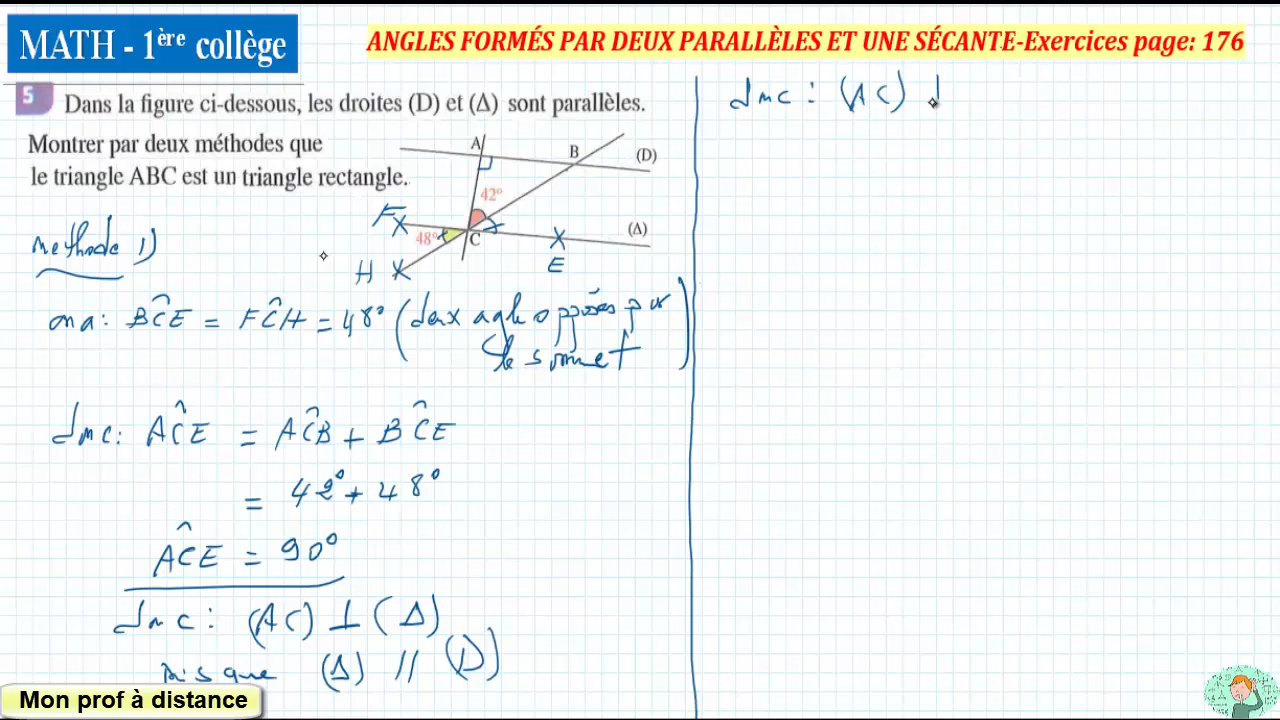 MATH - 1ère collège
ANGLES FORMÉS PAR DEUX PARALLÈLES ET UNE SÉCANTE-Exercices page: 176
5 Dans la figure ci-dessous, les droites (D) et (Δ) sont parallèles.
Montrer par deux méthodes que
le triangle ABC est un triangle rectangle.
A
B
(D)
42°
F
(Δ)
48°
C
H
E
methode 1)
on a: BĈE = FĈH = 48° (deux agle opposées par
le sommet)
donc: AĈE = AĈB + BĈE
= 42° + 48°
AĈE = 90°
donc: (AC) ⊥ (Δ)
puisque (Δ) // (D)
donc: (AC)
Mon prof à distance